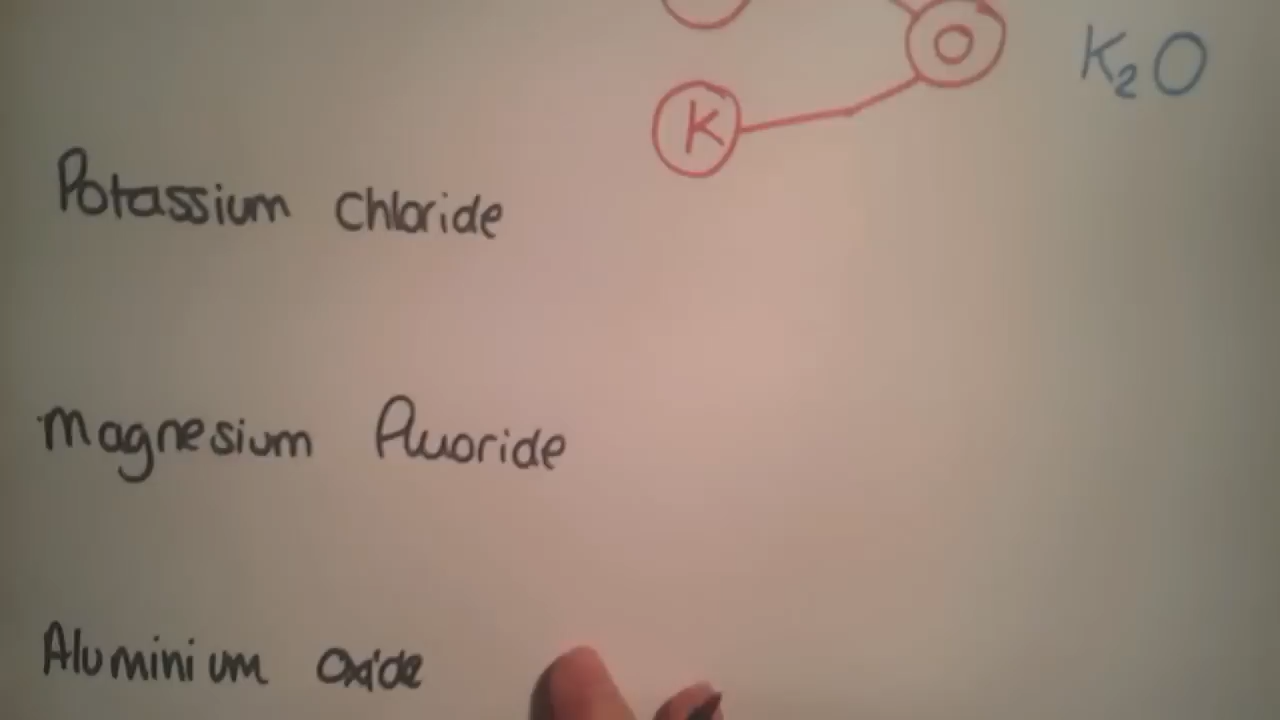 O K₂O
K
Potassium chloride
Magnesium fluoride
Aluminium oxide